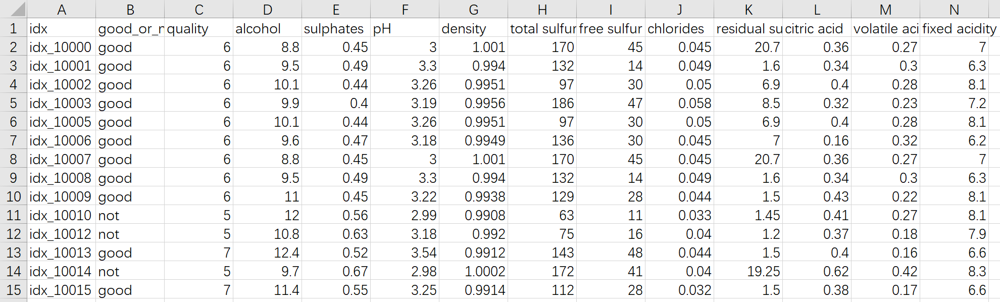 A B C D E F G H I J K L M N
1 idx good_or_n quality alcohol sulphates pH density total sulfur free sulfur chlorides residual su citric acid volatile aci fixed acidity
2 idx_10000 good 6 8.8 0.45 3 1.001 170 45 0.045 20.7 0.36 0.27 7
3 idx_10001 good 6 9.5 0.49 3.3 0.994 132 14 0.049 1.6 0.34 0.3 6.3
4 idx_10002 good 6 10.1 0.44 3.26 0.9951 97 30 0.05 6.9 0.4 0.28 8.1
5 idx_10003 good 6 9.9 0.4 3.19 0.9956 186 47 0.058 8.5 0.32 0.23 7.2
6 idx_10005 good 6 10.1 0.44 3.26 0.9951 97 30 0.05 6.9 0.4 0.28 8.1
7 idx_10006 good 6 9.6 0.47 3.18 0.9949 136 30 0.045 7 0.16 0.32 6.2
8 idx_10007 good 6 8.8 0.45 3 1.001 170 45 0.045 20.7 0.36 0.27 7
9 idx_10008 good 6 9.5 0.49 3.3 0.994 132 14 0.049 1.6 0.34 0.3 6.3
10 idx_10009 good 6 11 0.45 3.22 0.9938 129 28 0.044 1.5 0.43 0.22 8.1
11 idx_10010 not 5 12 0.56 2.99 0.9908 63 11 0.033 1.45 0.41 0.27 8.1
12 idx_10012 not 5 10.8 0.63 3.18 0.992 75 16 0.04 1.2 0.37 0.18 7.9
13 idx_10013 good 7 12.4 0.52 3.54 0.9912 143 48 0.044 1.5 0.4 0.16 6.6
14 idx_10014 not 5 9.7 0.67 2.98 1.0002 172 41 0.04 19.25 0.62 0.42 8.3
15 idx_10015 good 7 11.4 0.55 3.25 0.9914 112 28 0.032 1.5 0.38 0.17 6.6